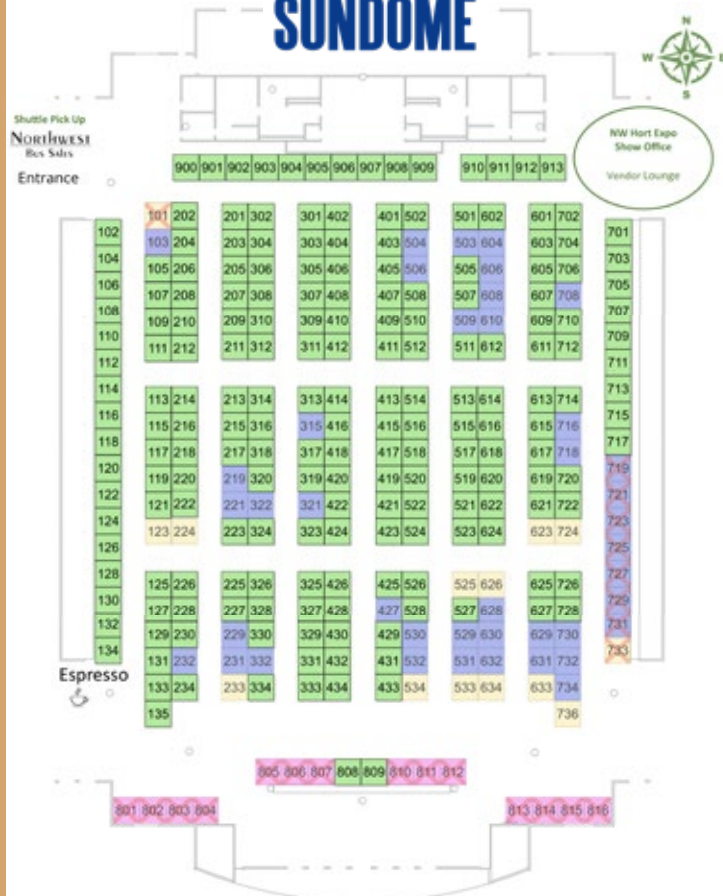 SUNDOME
N
W E
S
Shuttle Pick Up
NORTHWEST
Bus Sales
Entrance
NW Hort Expo
Show Office
Vendor Lounge
900 901 902 903 904 905 906 907 908 909 910 911 912 913
101 202 201 302 301 402 401 502 501 602 601 702 701
102 103 204 203 304 303 404 403 504 503 604 603 704 703
104 105 206 205 306 305 406 405 506 505 606 605 706 705
106 107 208 207 308 307 408 407 508 507 608 607 708 707
108 109 210 209 310 309 410 409 510 509 610 609 710 709
110 111 212 211 312 311 412 411 512 511 612 611 712 711
112
114 113 214 213 314 313 414 413 514 513 614 613 714 713
116 115 216 215 316 315 416 415 516 515 616 615 716 715
118 117 218 217 318 317 418 417 518 517 618 617 718 717
120 119 220 219 320 319 420 419 520 519 620 619 720 719
122 121 222 221 322 321 422 421 522 521 622 621 722 721
124 123 224 223 324 323 424 423 524 523 624 623 724 723
126 725
128 125 226 225 326 325 426 425 526 525 626 625 726 727
130 127 228 227 328 327 428 427 528 527 628 627 728 729
132 129 230 229 330 329 430 429 530 529 630 629 730 731
134 131 232 231 332 331 432 431 532 531 632 631 732 733
Espresso
133 234 233 334 333 434 433 534 533 634 633 734
135 736
805 806 807 808 809 810 811 812
801 802 803 804 813 814 815 816